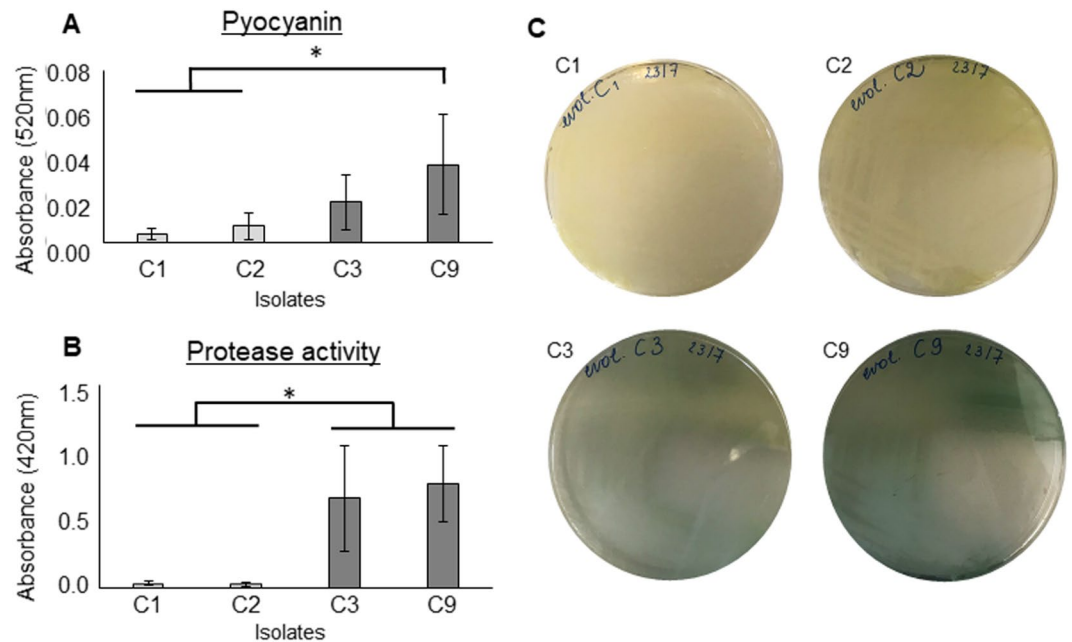 A
Pyocyanin
*
Absorbance (520nm)
0.08
0.06
0.04
0.02
0.00
C1 C2 C3 C9
Isolates
B
Protease activity
*
Absorbance (420nm)
1.5
1.0
0.5
0.0
C1 C2 C3 C9
Isolates
C
C1
evol. C1 23/7
C2
evol. C2 23/7
C3
evol. C3 23/7
C9
evol. C9 23/7